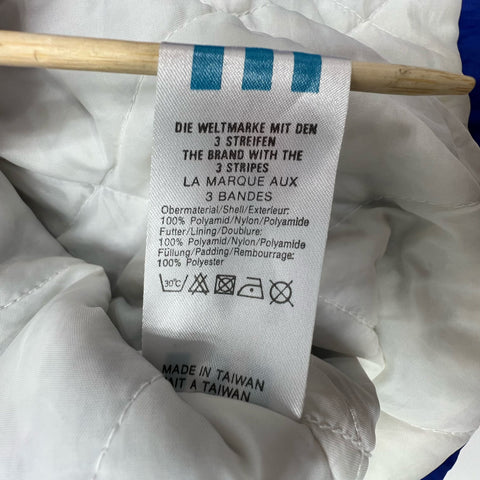 DIE WELTMARKE MIT DEN
3 STREIFEN
THE BRAND WITH THE
3 STRIPES
LA MARQUE AUX
3 BANDES
Obermaterial/Shell/Exterieur:
100% Polyamid/Nylon/Polyamide
Futter/Lining/Doublure:
100% Polyamid/Nylon/Polyamide
Füllung/Padding/Rembourrage:
100% Polyester
30°C
MADE IN TAIWAN
A TAIWAN